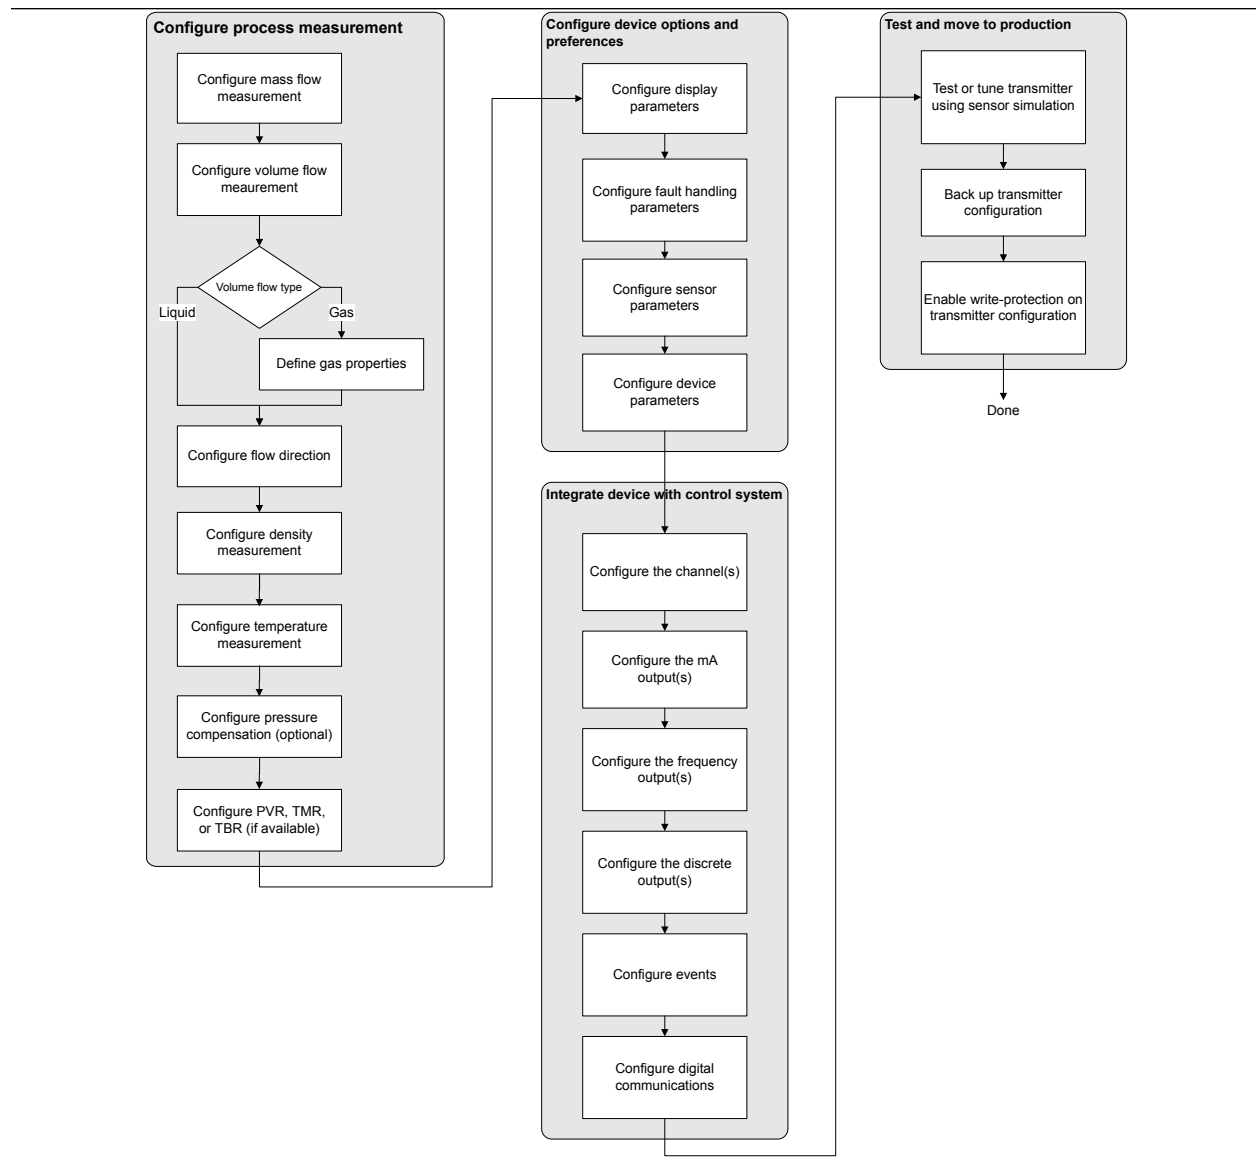 Configure process measurement
Configure mass flow
measurement
Configure volume flow
meaurement
Volume flow type
Liquid
Gas
Define gas properties
Configure flow direction
Configure density
measurement
Configure temperature
measurement
Configure pressure
compensation (optional)
Configure PVR, TMR,
or TBR (if available)
Configure device options and
preferences
Configure display
parameters
Configure fault handling
parameters
Configure sensor
parameters
Configure device
parameters
Integrate device with control system
Configure the channel(s)
Configure the mA
output(s)
Configure the frequency
output(s)
Configure the discrete
output(s)
Configure events
Configure digital
communications
Test and move to production
Test or tune transmitter
using sensor simulation
Back up transmitter
configuration
Enable write-protection on
transmitter configuration
Done